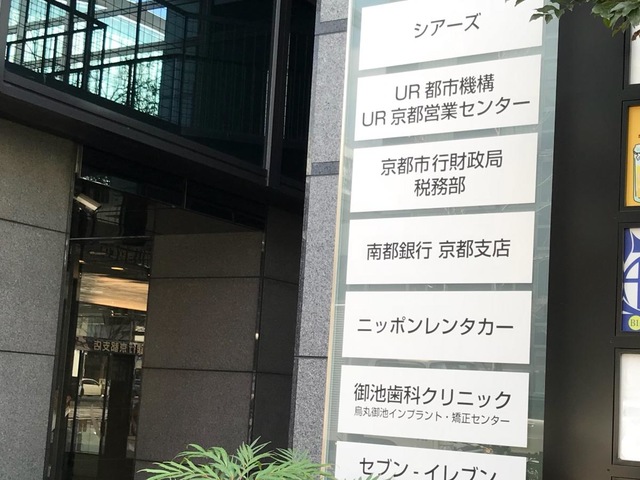 シアーズ
UR 都市機構
UR 京都営業センター
京都市行財政局
税務部
南都銀行 京都支店
ニッポンレンタカー
御池歯科クリニック
烏丸御池インプラント・矯正センター
セブン - イレブン